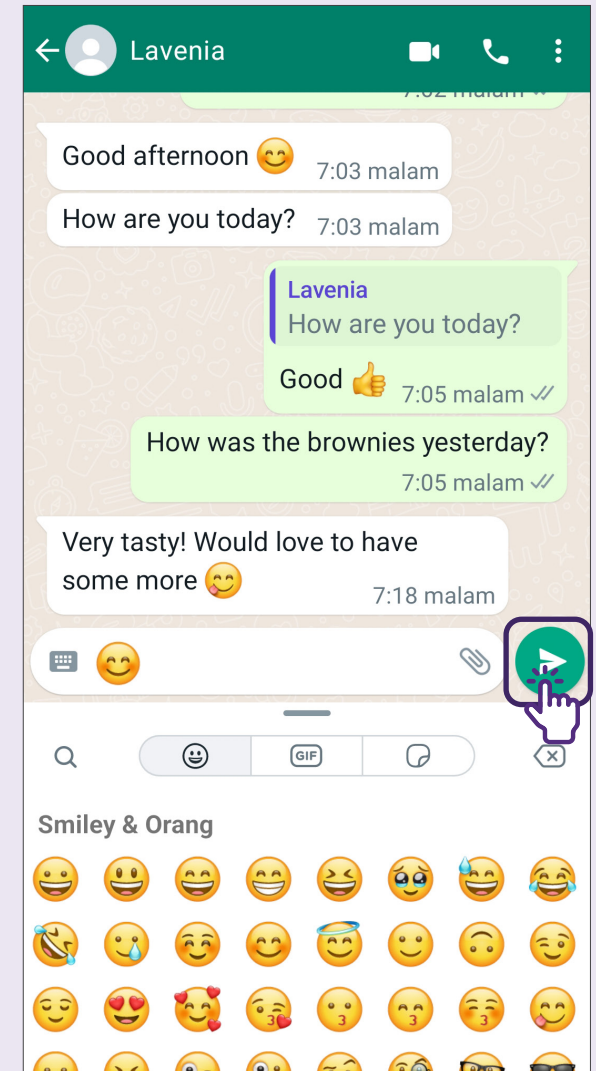 Lavenia
Good afternoon 😊 7:03 malam
How are you today? 7:03 malam
Lavenia
How are you today?
Good 👍 7:05 malam
How was the brownies yesterday?
7:05 malam
Very tasty! Would love to have
some more 😋 7:18 malam
😊
GIF
Smiley & Orang